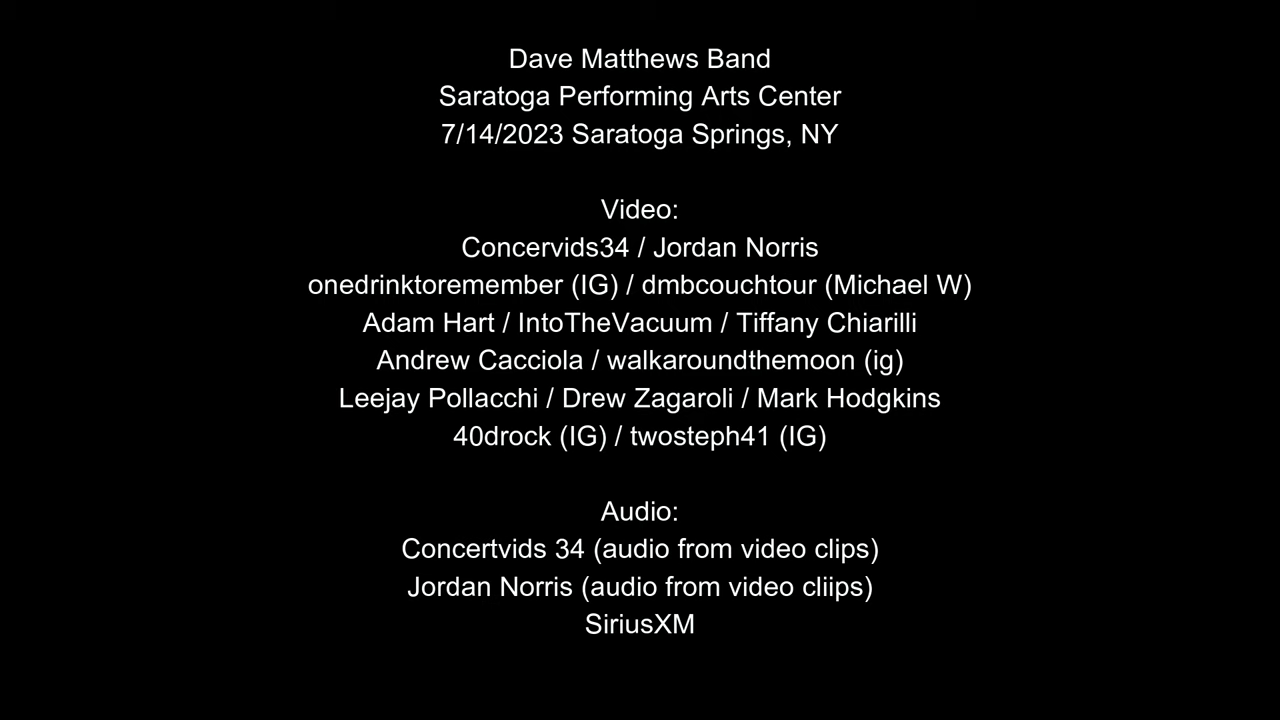 Dave Matthews Band
Saratoga Performing Arts Center
7/14/2023 Saratoga Springs, NY
Video:
Concervids34 / Jordan Norris
onedrinktoremember (IG) / dmbcouchtour (Michael W)
Adam Hart / IntoTheVacuum / Tiffany Chiarilli
Andrew Cacciola / walkaroundthemoon (ig)
Leejay Pollacchi / Drew Zagaroli / Mark Hodgkins
40drock (IG) / twosteph41 (IG)
Audio:
Concertvids 34 (audio from video clips)
Jordan Norris (audio from video cliips)
SiriusXM